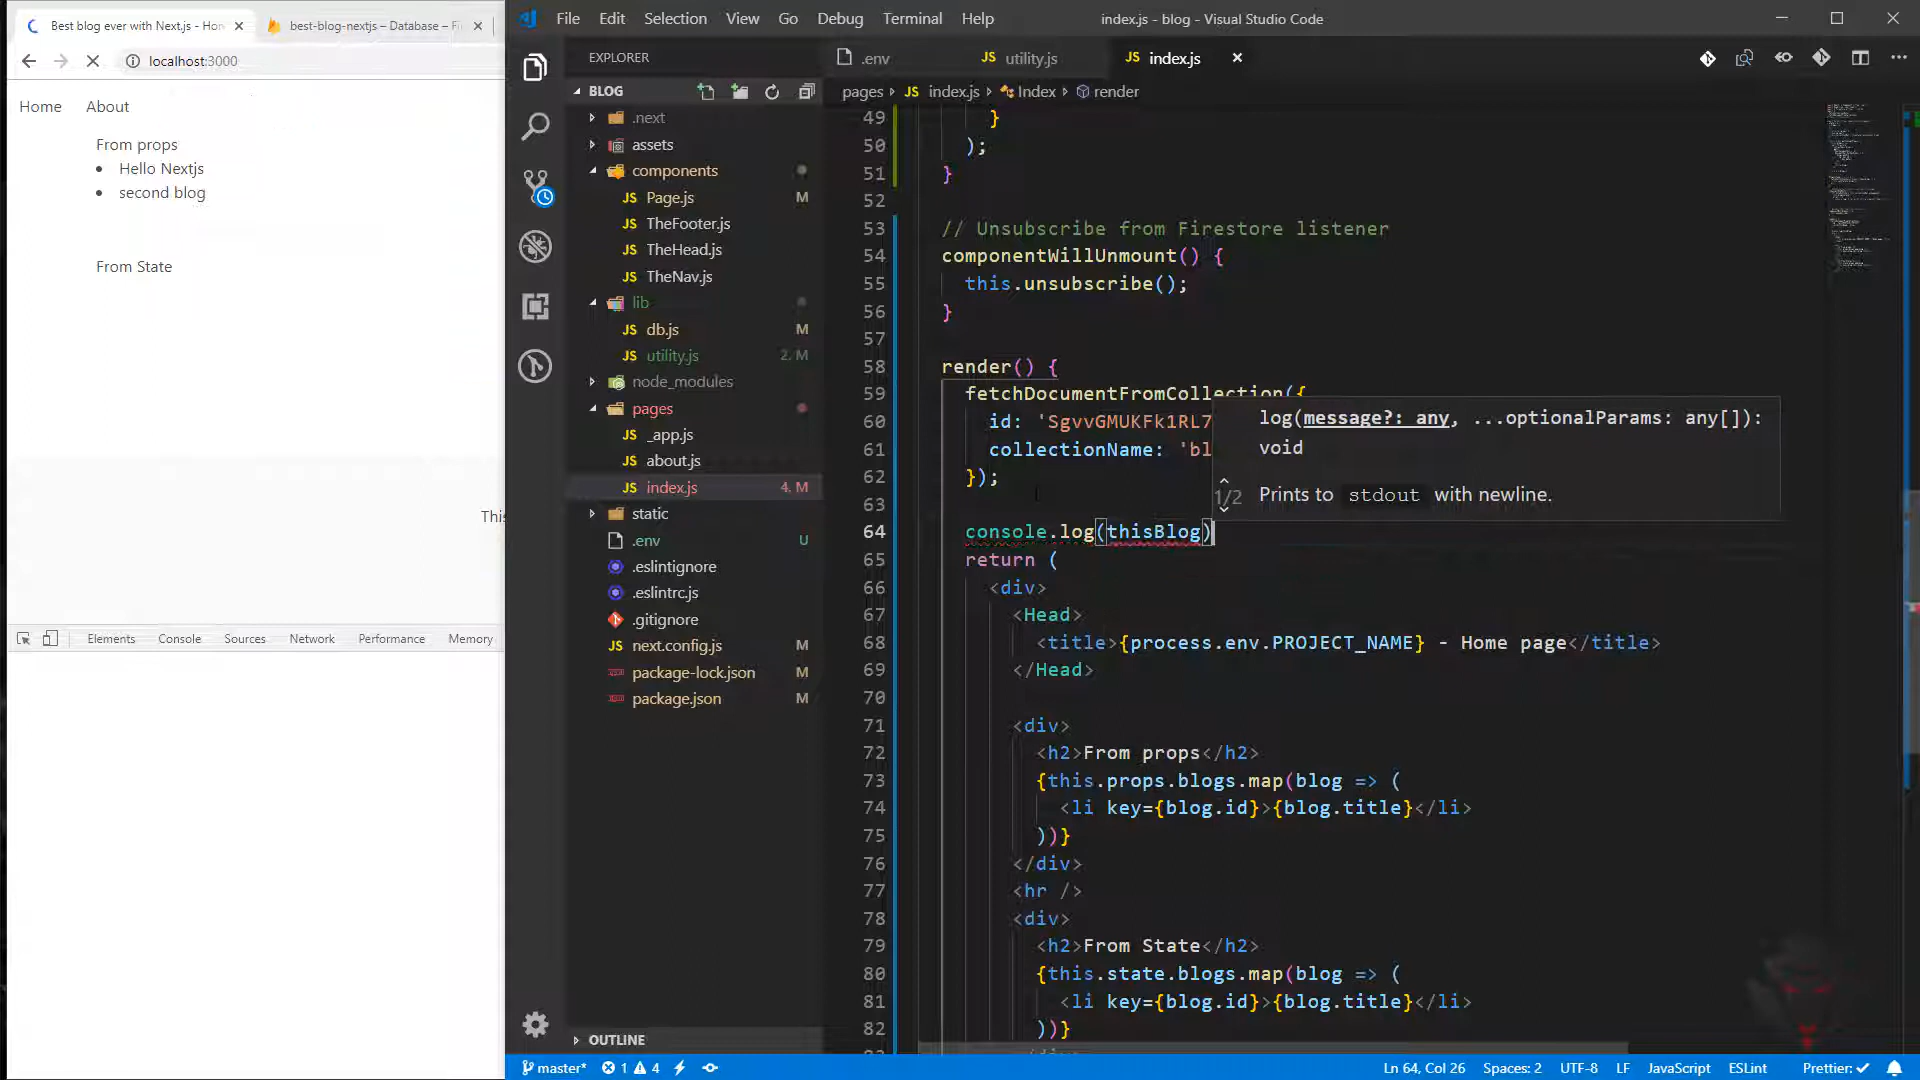 Best blog ever with Next.js - Hon
best-blog-nextjs – Database – Fi
localhost:3000
Home About
From props
Hello Nextjs
second blog
From State
This
Elements Console Sources Network Performance Memory
File Edit Selection View Go Debug Terminal Help
index.js - blog - Visual Studio Code
EXPLORER
BLOG
.next
assets
components
JS Page.js M
JS TheFooter.js
JS TheHead.js
JS TheNav.js
lib
JS db.js M
JS utility.js 2, M
node_modules
pages
JS _app.js
JS about.js
JS index.js 4, M
static
.env U
.eslintignore
.eslintrc.js
.gitignore
next.config.js M
package-lock.json M
package.json M
OUTLINE
.env JS utility.js JS index.js
pages JS index.js Index render
49 }
50 );
51 }
52
53 // Unsubscribe from Firestore listener
54 componentWillUnmount() {
55 this.unsubscribe();
56 }
57
58 render() {
59 fetchDocumentFromCollection({
60 id: 'SgvvGMUKFk1RL7
61 collectionName: 'bl
62 });
63
64 console.log(thisBlog)
65 return (
66 <div>
67 <Head>
68 <title>{process.env.PROJECT_NAME} - Home page</title>
69 </Head>
70
71 <div>
72 <h2>From props</h2>
73 {this.props.blogs.map(blog => (
74 <li key={blog.id}>{blog.title}</li>
75 ))}
76 </div>
77 <hr />
78 <div>
79 <h2>From State</h2>
80 {this.state.blogs.map(blog => (
81 <li key={blog.id}>{blog.title}</li>
82 ))}
log(message?: any, ...optionalParams: any[]):
void
1/2 Prints to stdout with newline.
master* 1 4 Ln 64, Col 26 Spaces: 2 UTF-8 LF JavaScript ESLint Prettier: ✓